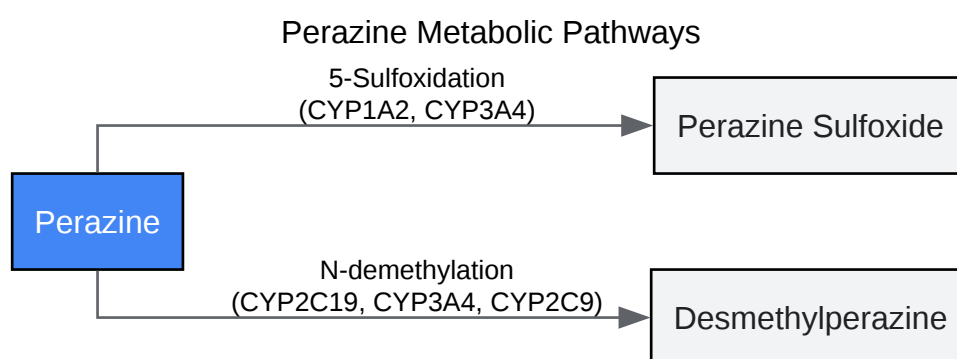 Perazine Metabolic Pathways
5-Sulfoxidation
(CYP1A2, CYP3A4)
Perazine Sulfoxide
Perazine
N-demethylation
(CYP2C19, CYP3A4, CYP2C9)
Desmethylperazine